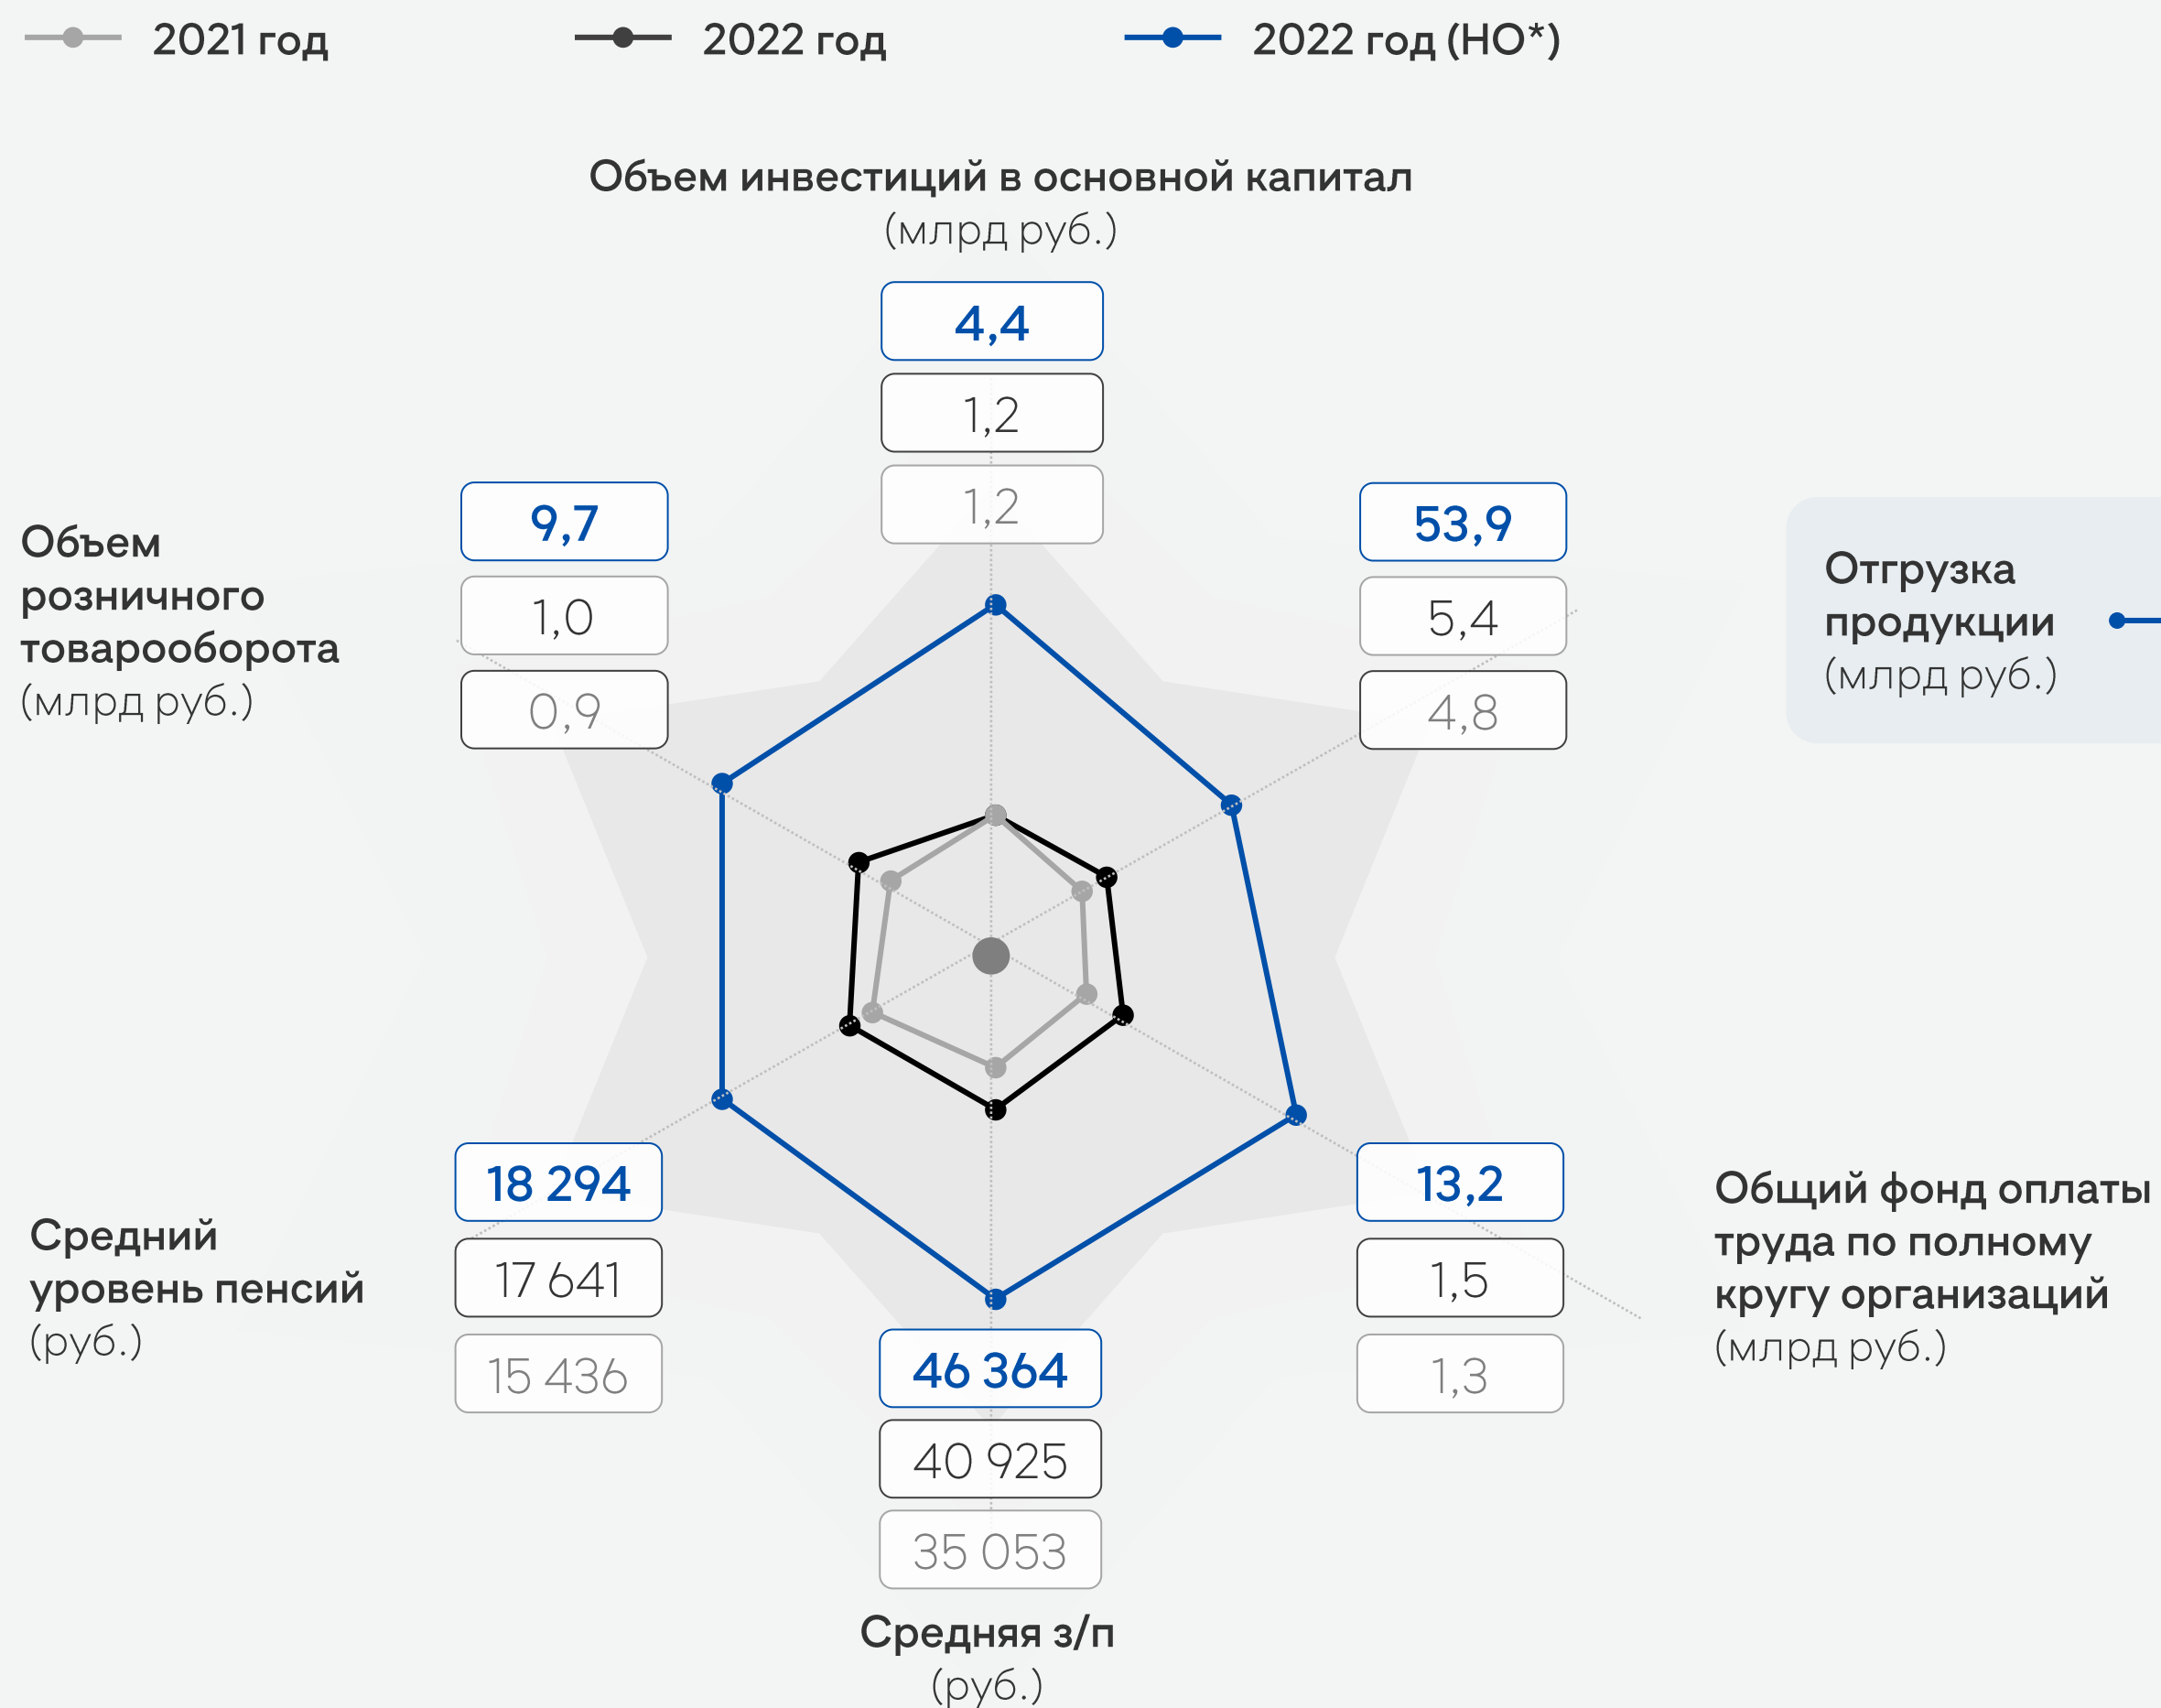 2021 год
2022 год
2022 год (НО*)
Объем инвестиций в основной капитал
(млрд руб.)
4,4
1,2
1,2
Объем
розничного
товарооборота
(млрд руб.)
9,7
1,0
0,9
53,9
5,4
4,8
Отгрузка
продукции
(млрд руб.)
Средний
уровень пенсий
(руб.)
18 294
17 641
15 436
13,2
1,5
1,3
Общий фонд оплаты
труда по полному
кругу организаций
(млрд руб.)
46 364
40 925
35 053
Средняя з/п
(руб.)